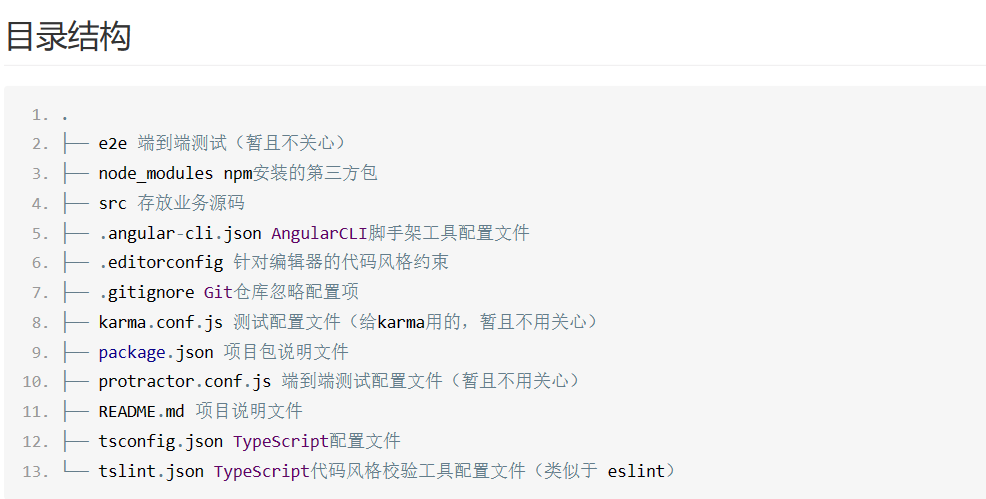 目录结构
1. .
2. ├── e2e 端到端测试（暂且不关心）
3. ├── node_modules npm安装的第三方包
4. ├── src 存放业务源码
5. ├── .angular-cli.json AngularCLI脚手架工具配置文件
6. ├── .editorconfig 针对编辑器的代码风格约束
7. ├── .gitignore Git仓库忽略配置项
8. ├── karma.conf.js 测试配置文件（给karma用的，暂且不用关心）
9. ├── package.json 项目包说明文件
10. ├── protractor.conf.js 端到端测试配置文件（暂且不用关心）
11. ├── README.md 项目说明文件
12. ├── tsconfig.json TypeScript配置文件
13. └── tslint.json TypeScript代码风格校验工具配置文件（类似于 eslint）